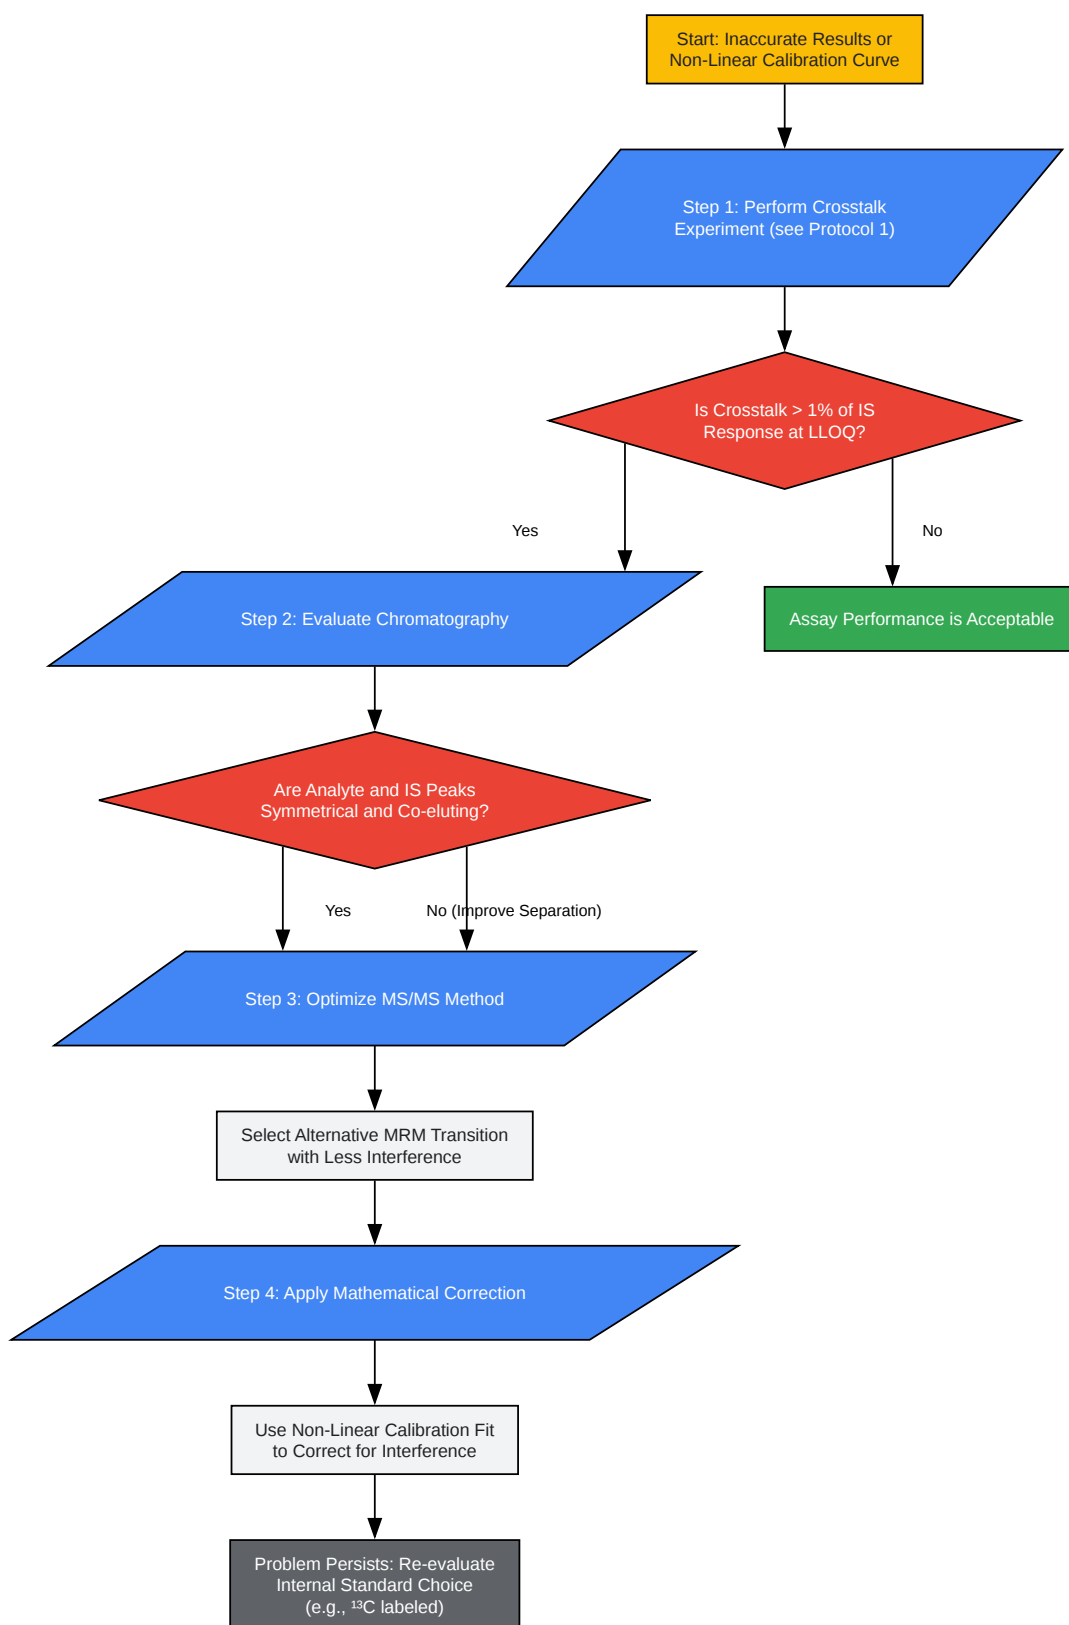 Start: Inaccurate Results or
Non-Linear Calibration Curve
Step 1: Perform Crosstalk
Experiment (see Protocol 1)
Is Crosstalk > 1% of IS
Response at LLOQ?
Yes
No
Step 2: Evaluate Chromatography
Assay Performance is Acceptable
Are Analyte and IS Peaks
Symmetrical and Co-eluting?
Yes
No (Improve Separation)
Step 3: Optimize MS/MS Method
Select Alternative MRM Transition
with Less Interference
Step 4: Apply Mathematical Correction
Use Non-Linear Calibration Fit
to Correct for Interference
Problem Persists: Re-evaluate
Internal Standard Choice
(e.g., ¹³C labeled)